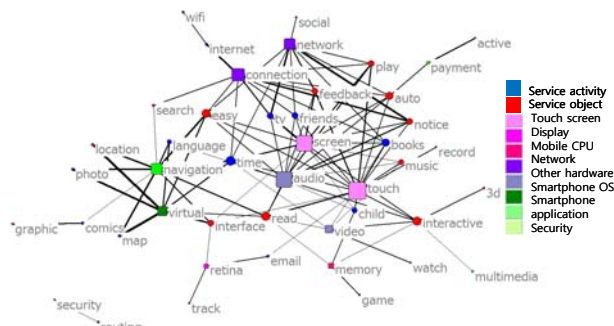 wifi
social
internet
network
active
connection
play
payment
search
feedback
auto
easy
tv
friends
notice
location
language
screen
books
record
photo
navigation
time
music
audio
touch
3d
virtual
child
graphic
comics
interface
read
interactive
map
video
retina
email
memory
watch
multimedia
security
track
game
routing
Service activity
Service object
Touch screen
Display
Mobile CPU
Network
Other hardware
Smartphone OS
Smartphone
application
Security